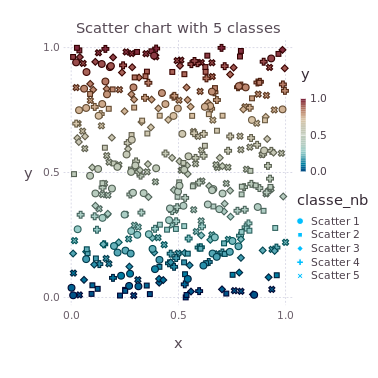 Scatter chart with 5 classes
1.0
0.5
0.0
y
0.0
0.5
1.0
x
y
1.0
0.5
0.0
classe_nb
Scatter 1
Scatter 2
Scatter 3
Scatter 4
Scatter 5